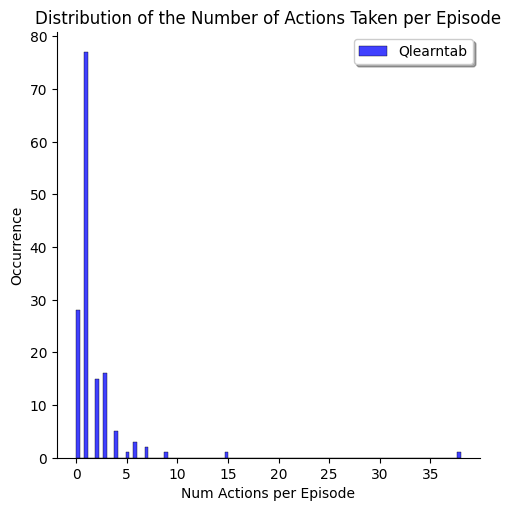 Distribution of the Number of Actions Taken per Episode
Qlearntab
80
70
60
50
40
30
20
10
0
Occurrence
0 5 10 15 20 25 30 35
Num Actions per Episode